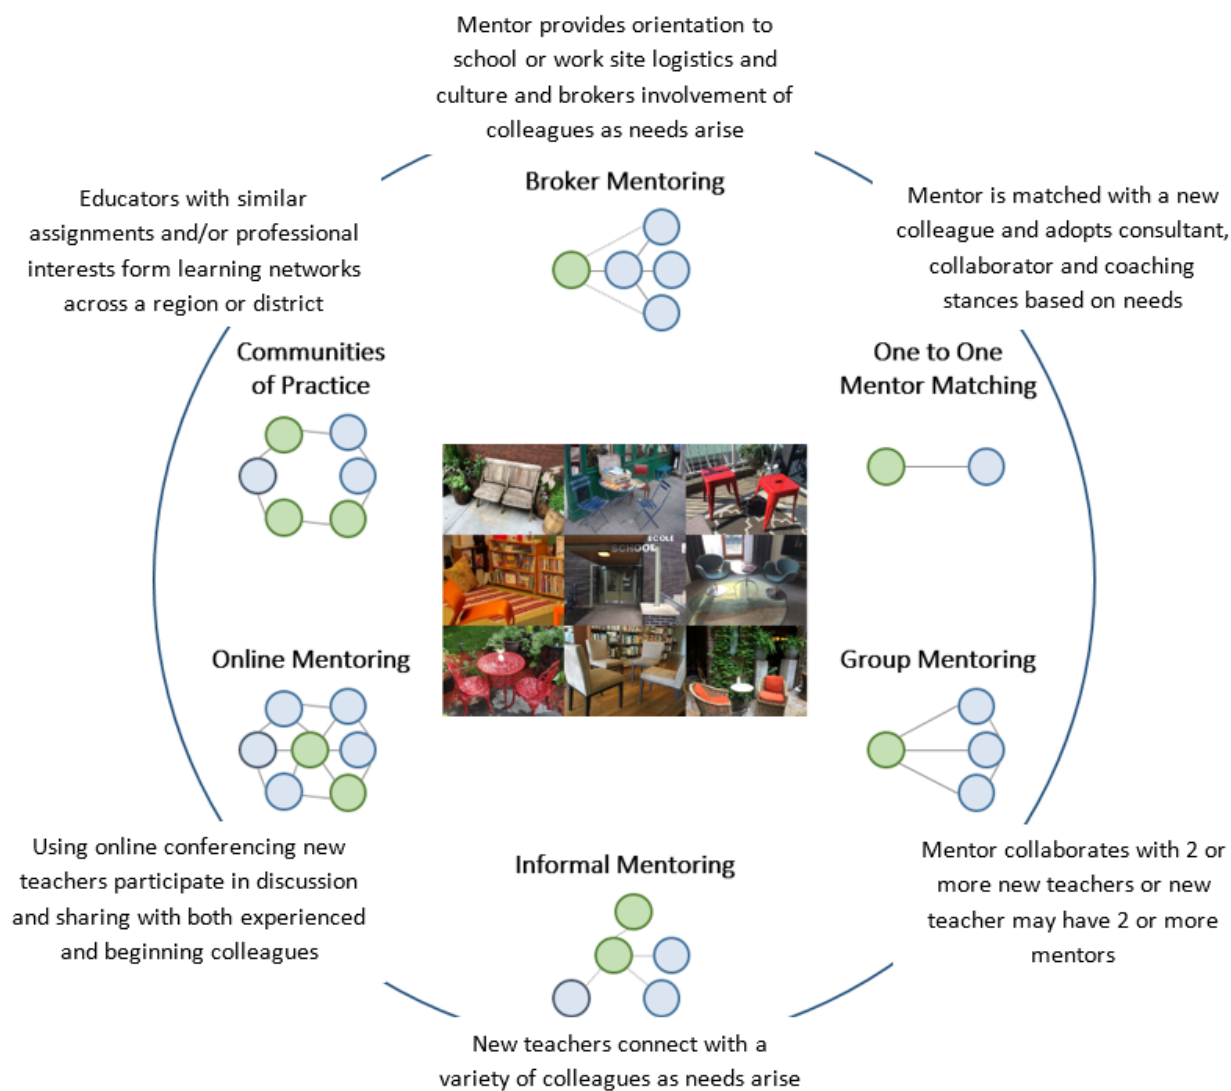 Mentor provides orientation to
school or work site logistics and
culture and brokers involvement of
colleagues as needs arise
Broker Mentoring
Mentor is matched with a new
colleague and adopts consultant,
collaborator and coaching
stances based on needs
One to One
Mentor Matching
Group Mentoring
Mentor collaborates with 2 or
more new teachers or new
teacher may have 2 or more
mentors
Informal Mentoring
New teachers connect with a
variety of colleagues as needs arise
Online Mentoring
Using online conferencing new
teachers participate in discussion
and sharing with both experienced
and beginning colleagues
Educators with similar
assignments and/or professional
interests form learning networks
across a region or district
Communities
of Practice
ECOLE
SCHOOL